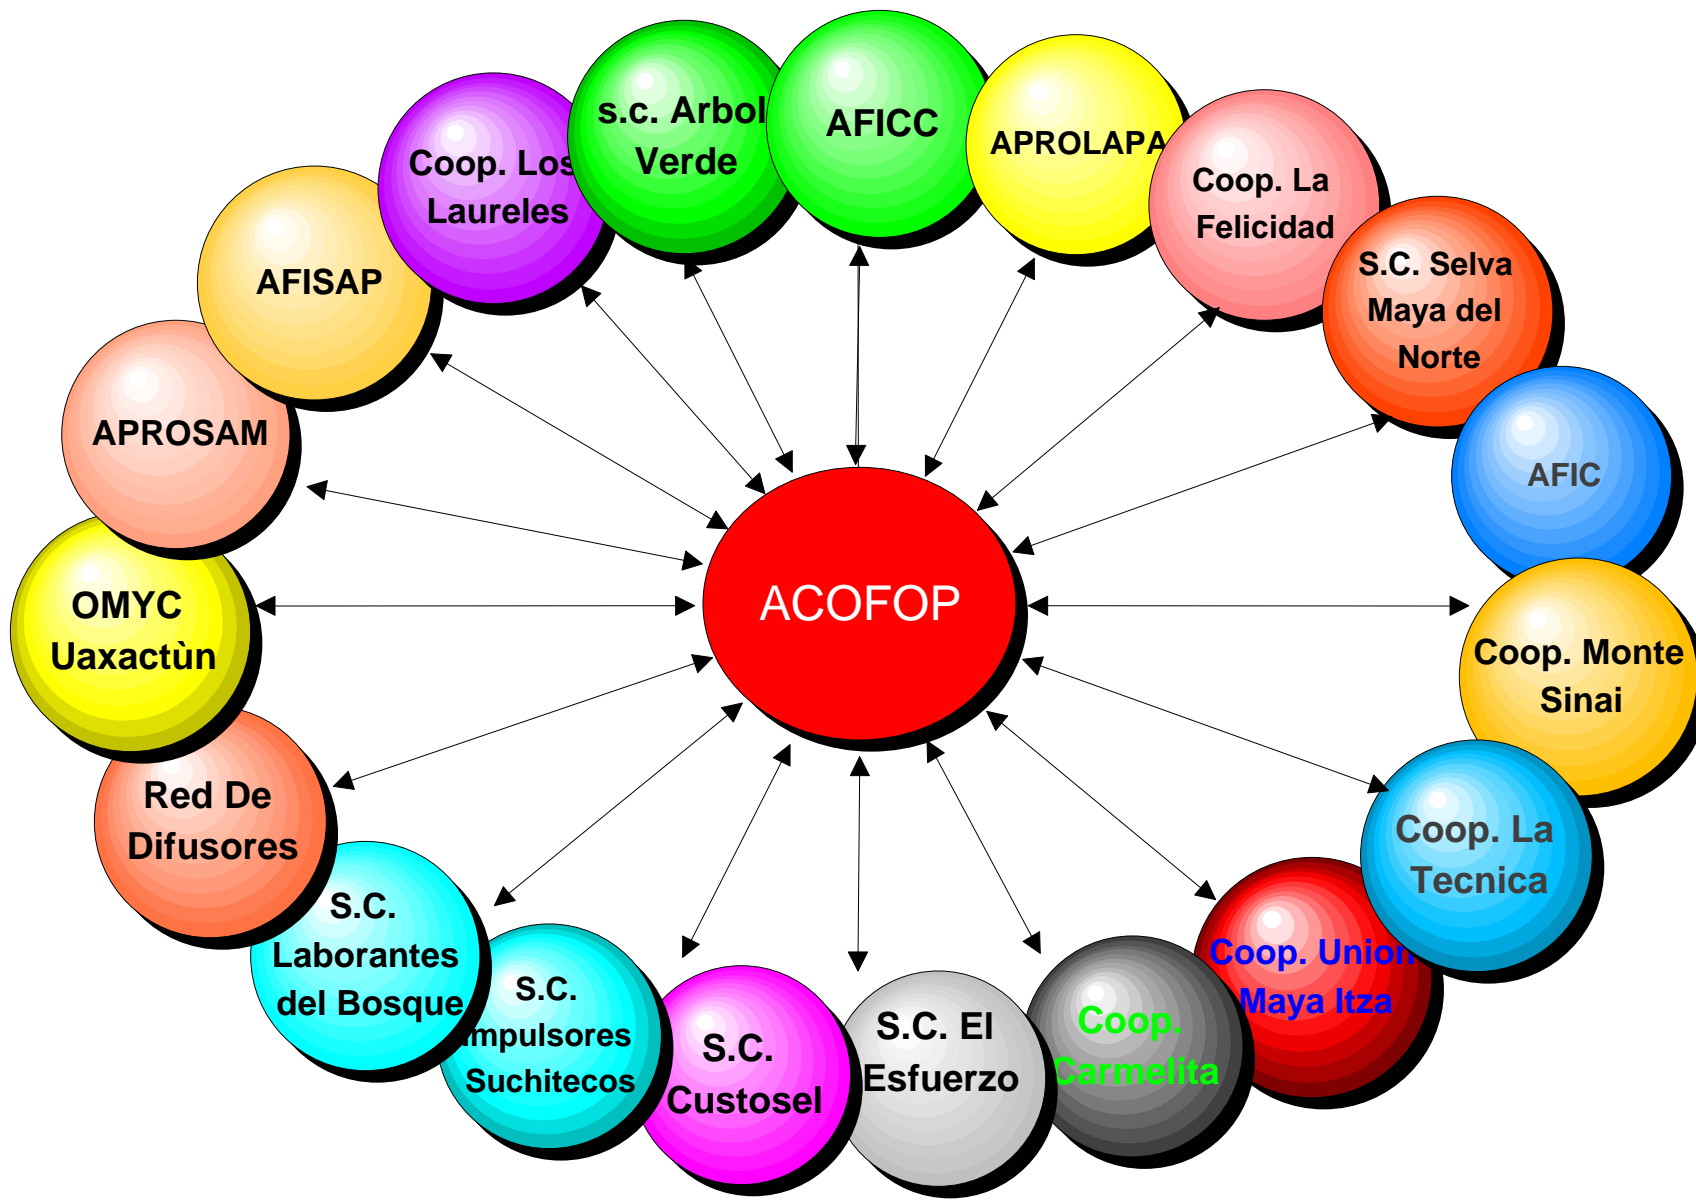 s.c. Arbol
Verde
AFICC
APROLAPA
Coop. La
Felicidad
S.C. Selva
Maya del
Norte
AFIC
Coop. Monte
Sinai
Coop. La
Tecnica
Coop. Union
Maya Itza
Coop.
Carmelita
S.C. El
Esfuerzo
S.C.
Custosel
S.C.
Impulsores
Suchitecos
S.C.
Laborantes
del Bosque
Red De
Difusores
OMYC
Uaxactùn
APROSAM
AFISAP
Coop. Los
Laureles
ACOFOP